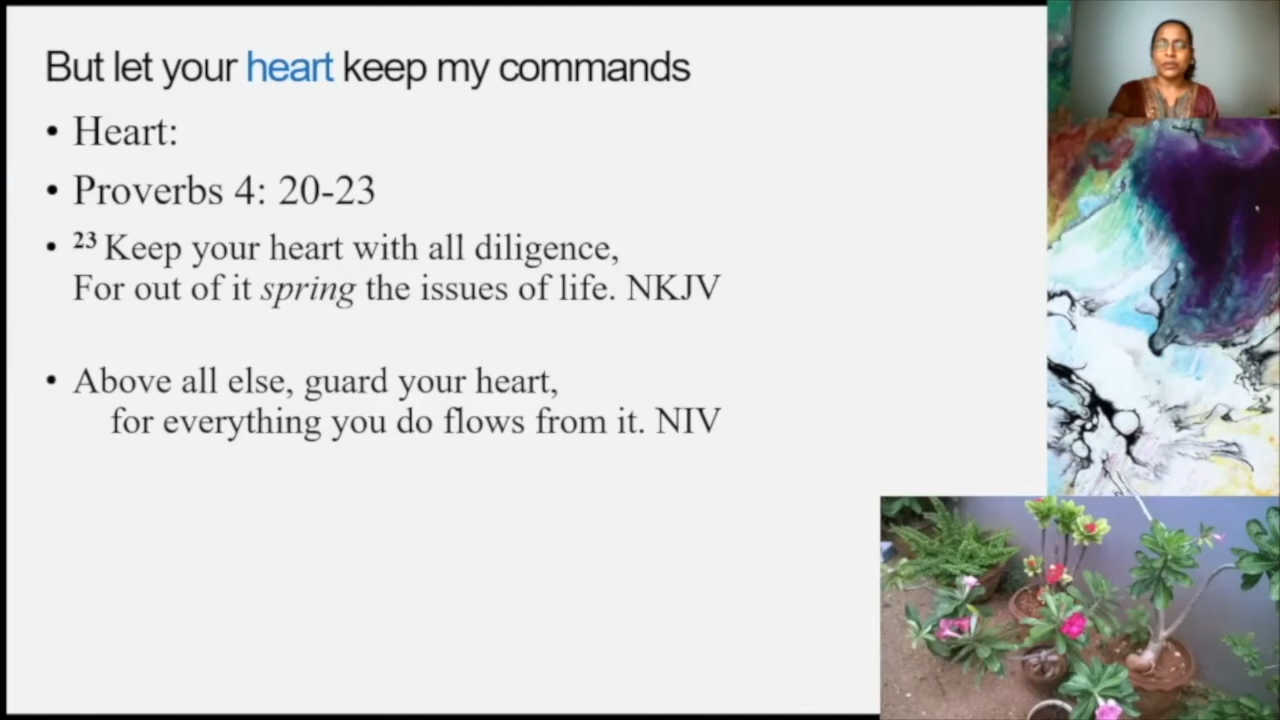 But let your heart keep my commands
• Heart:
• Proverbs 4: 20-23
• 23 Keep your heart with all diligence,
For out of it spring the issues of life. NKJV
• Above all else, guard your heart,
for everything you do flows from it. NIV